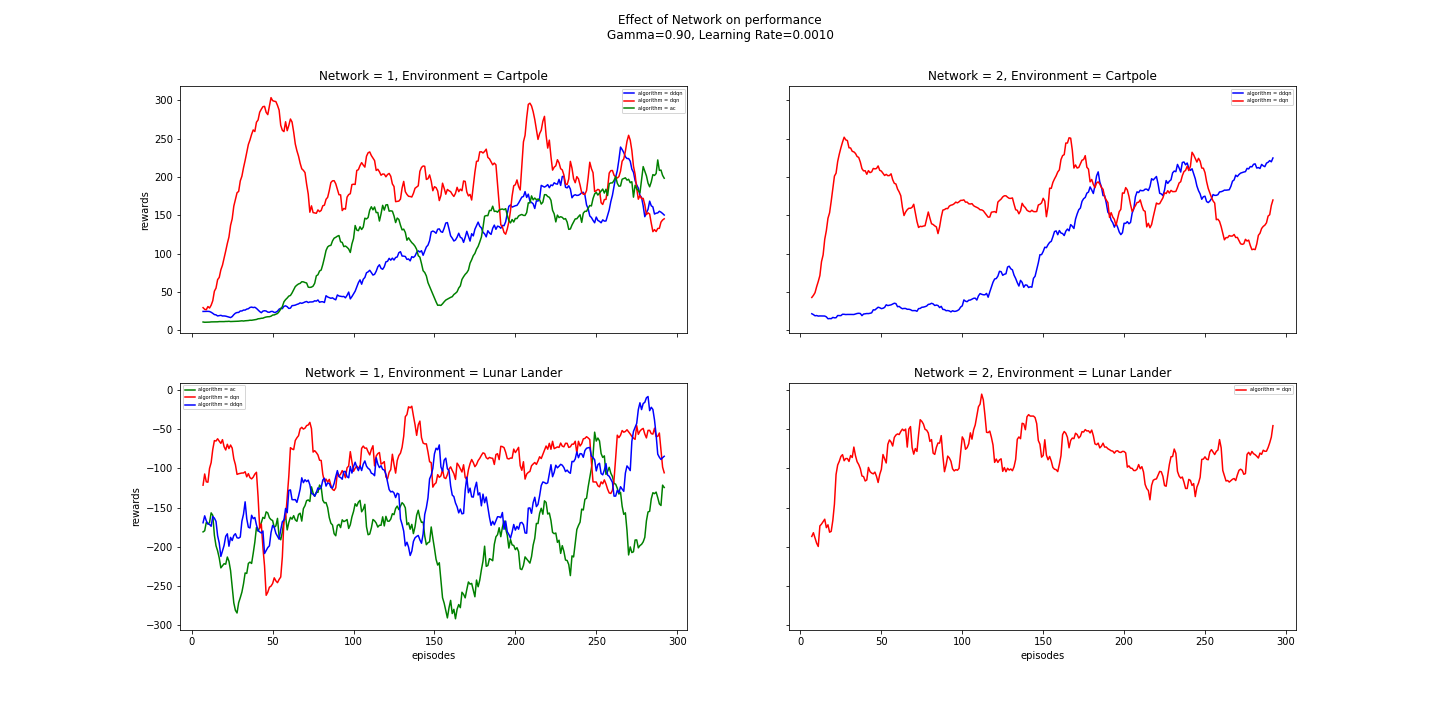 Effect of Network on performance
Gamma=0.90, Learning Rate=0.0010
Network = 1, Environment = Cartpole
algorithm = ddqn
algorithm = dqn
algorithm = ac
rewards
300
250
200
150
100
50
0
Network = 2, Environment = Cartpole
algorithm = ddqn
algorithm = dqn
Network = 1, Environment = Lunar Lander
algorithm = ac
algorithm = dqn
algorithm = ddqn
rewards
0
−50
−100
−150
−200
−250
−300
0 50 100 150 200 250 300
episodes
Network = 2, Environment = Lunar Lander
algorithm = dqn
0 50 100 150 200 250 300
episodes